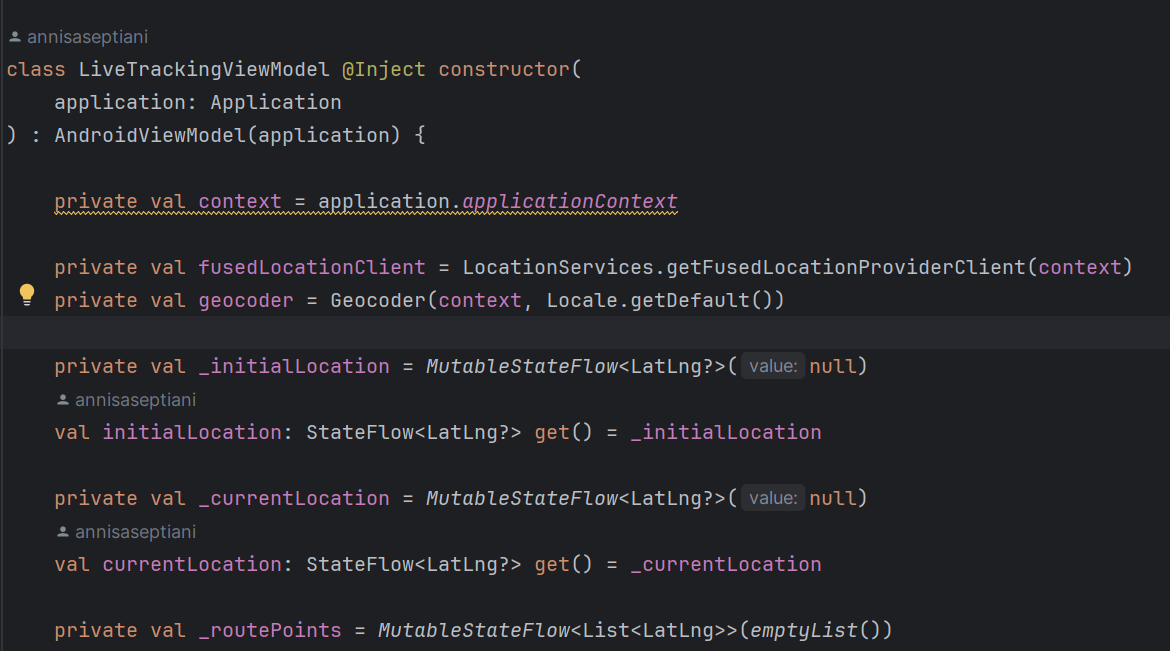 annisaseptiani
class LiveTrackingViewModel @Inject constructor(
    application: Application
) : AndroidViewModel(application) {
    private val context = application.applicationContext
    private val fusedLocationClient = LocationServices.getFusedLocationProviderClient(context)
    private val geocoder = Geocoder(context, Locale.getDefault())
    private val _initialLocation = MutableStateFlow<LatLng?>( value: null)
    annisaseptiani
    val initialLocation: StateFlow<LatLng?> get() = _initialLocation
    private val _currentLocation = MutableStateFlow<LatLng?>( value: null)
    annisaseptiani
    val currentLocation: StateFlow<LatLng?> get() = _currentLocation
    private val _routePoints = MutableStateFlow<List<LatLng>>(emptyList())